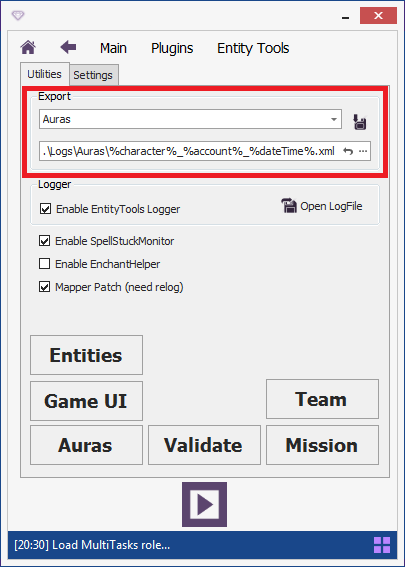 Main Plugins Entity Tools
Utilities Settings
Export
Auras
.\Logs\Auras\%character%_%account%_%dateTime%.xml
Logger
Enable EntityTools Logger Open LogFile
Enable SpellStuckMonitor
Enable EnchantHelper
Mapper Patch (need relog)
Entities
Game UI Team
Auras Validate Mission
[20:30] Load MultiTasks role...